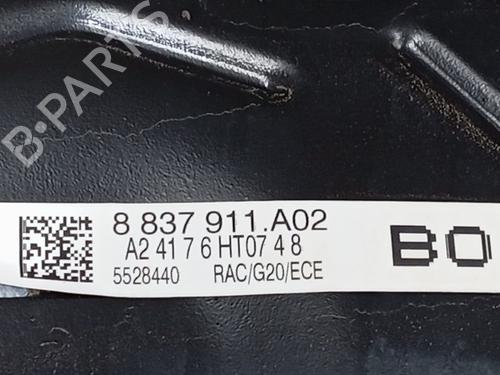 B-PARTS
8 837 911.A02
A2 41 7 6 HT07 4 8
5528440 RAC/G20/ECE
BO